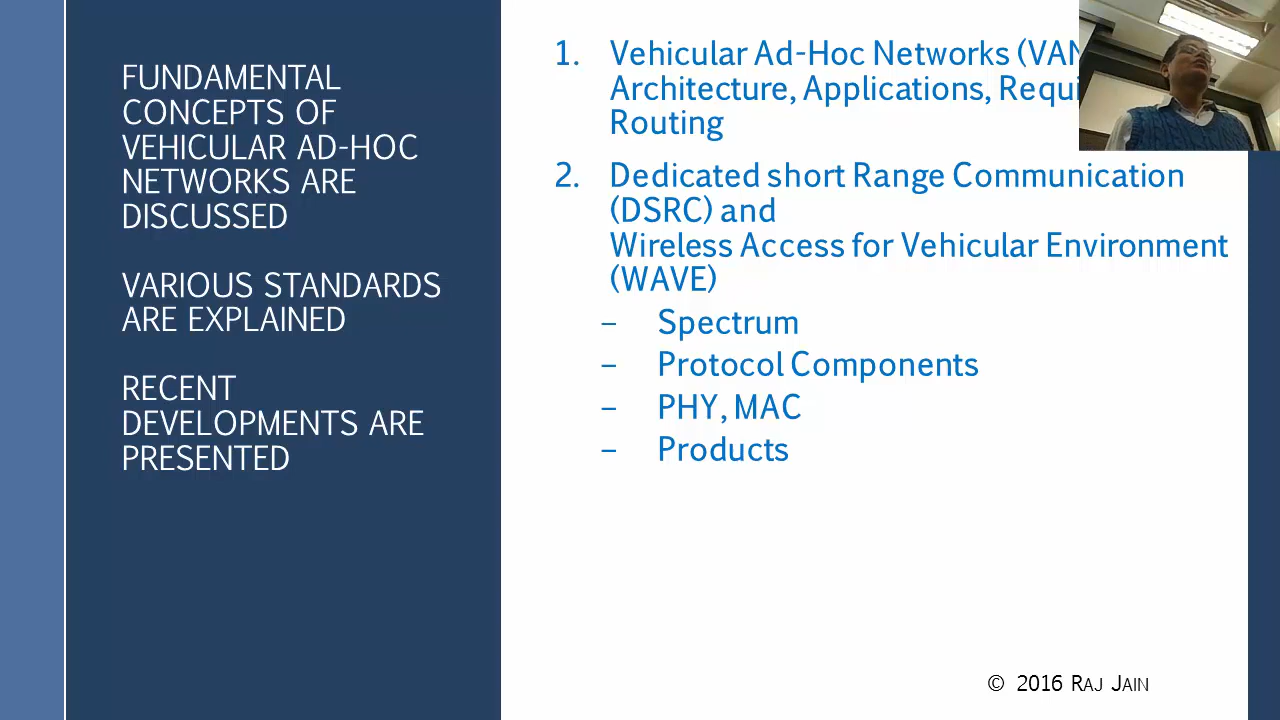 FUNDAMENTAL
CONCEPTS OF
VEHICULAR AD-HOC
NETWORKS ARE
DISCUSSED
VARIOUS STANDARDS
ARE EXPLAINED
RECENT
DEVELOPMENTS ARE
PRESENTED
1. Vehicular Ad-Hoc Networks
Architecture, Applications,
Routing
2. Dedicated short Range Communication
(DSRC) and
Wireless Access for Vehicular Environment
(WAVE)
– Spectrum
– Protocol Components
– PHY, MAC
– Products
© 2016 RAJ JAIN